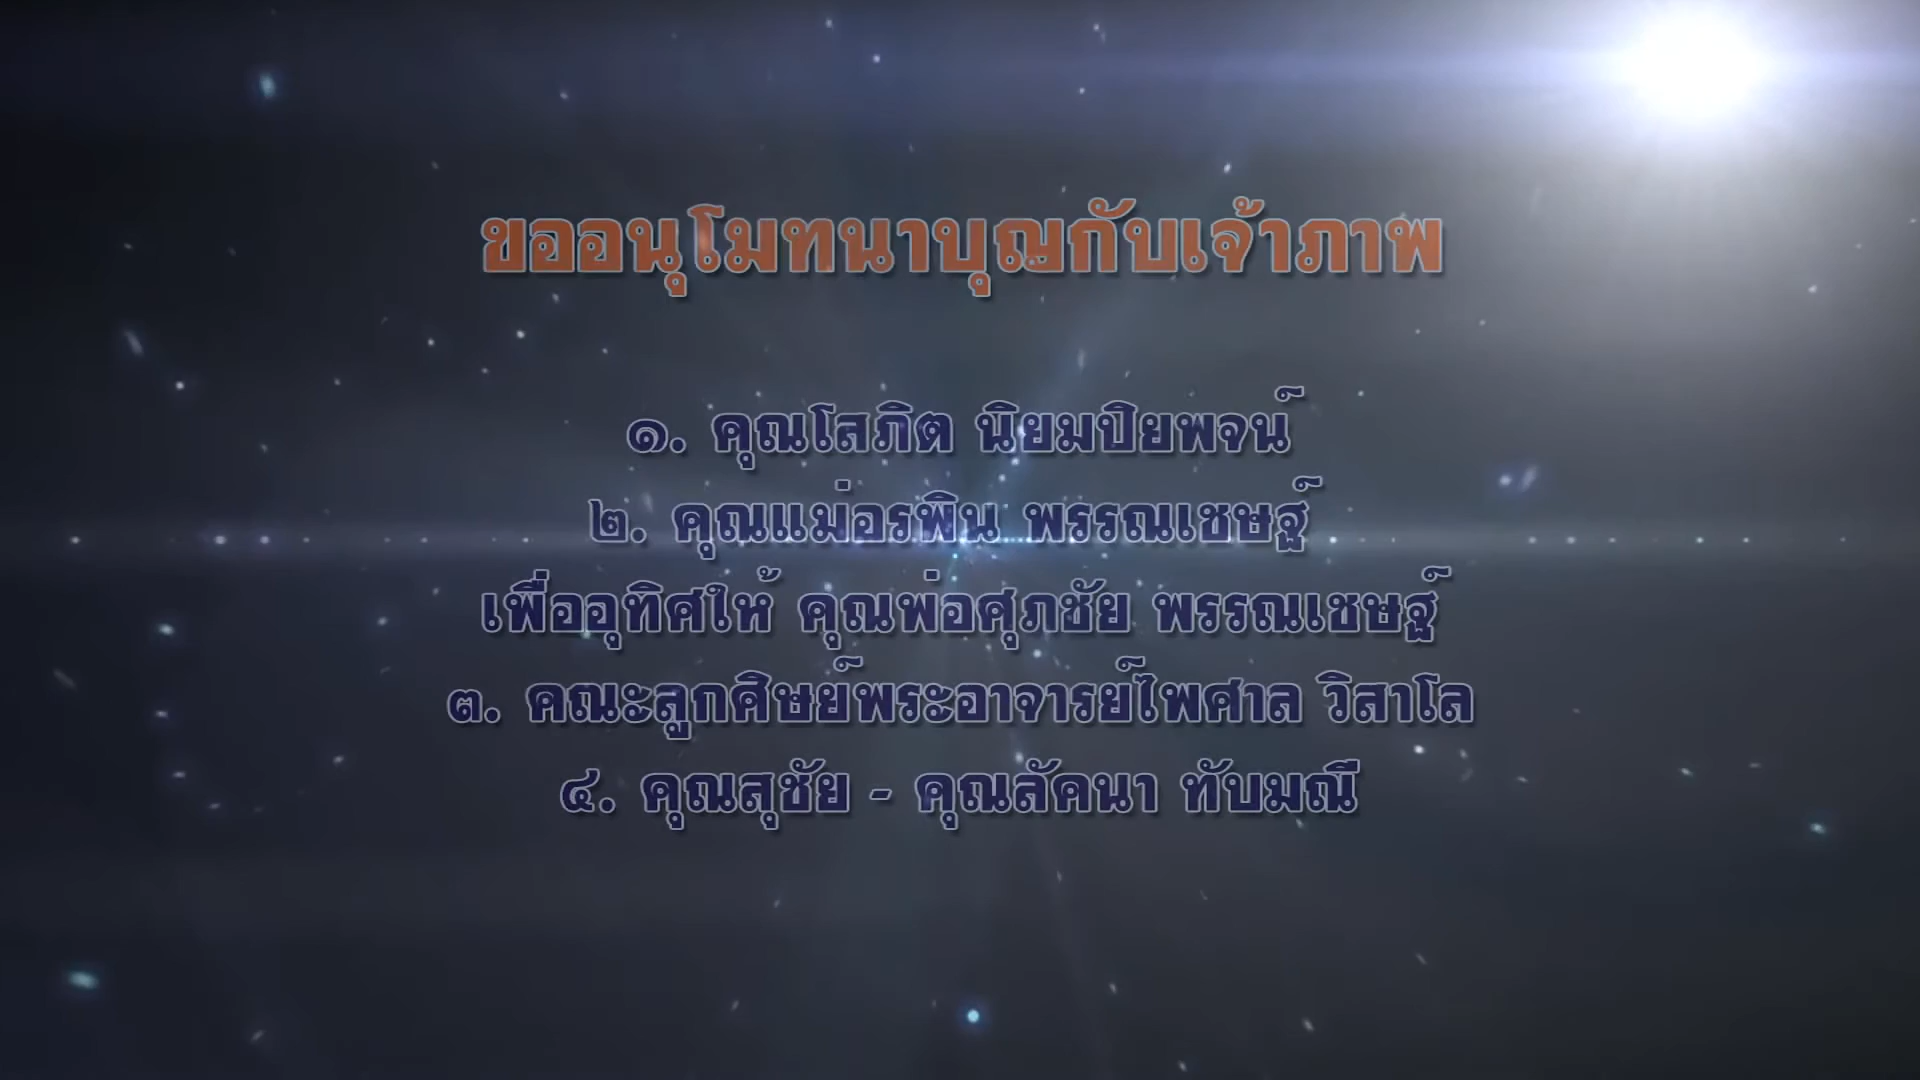 ขออนุโมทนาบุญกับเจ้าภาพ
๑. คุณโสภิต นิยมปิยพจน์
๒. คุณแม่อรพิน พรรณเชษฐ์
เพื่ออุทิศให้ คุณพ่อศุภชัย พรรณเชษฐ์
๓. คณะลูกศิษย์พระอาจารย์ไพศาล วิสาโล
๔. คุณสุชัย - คุณลัคนา ทับมณี